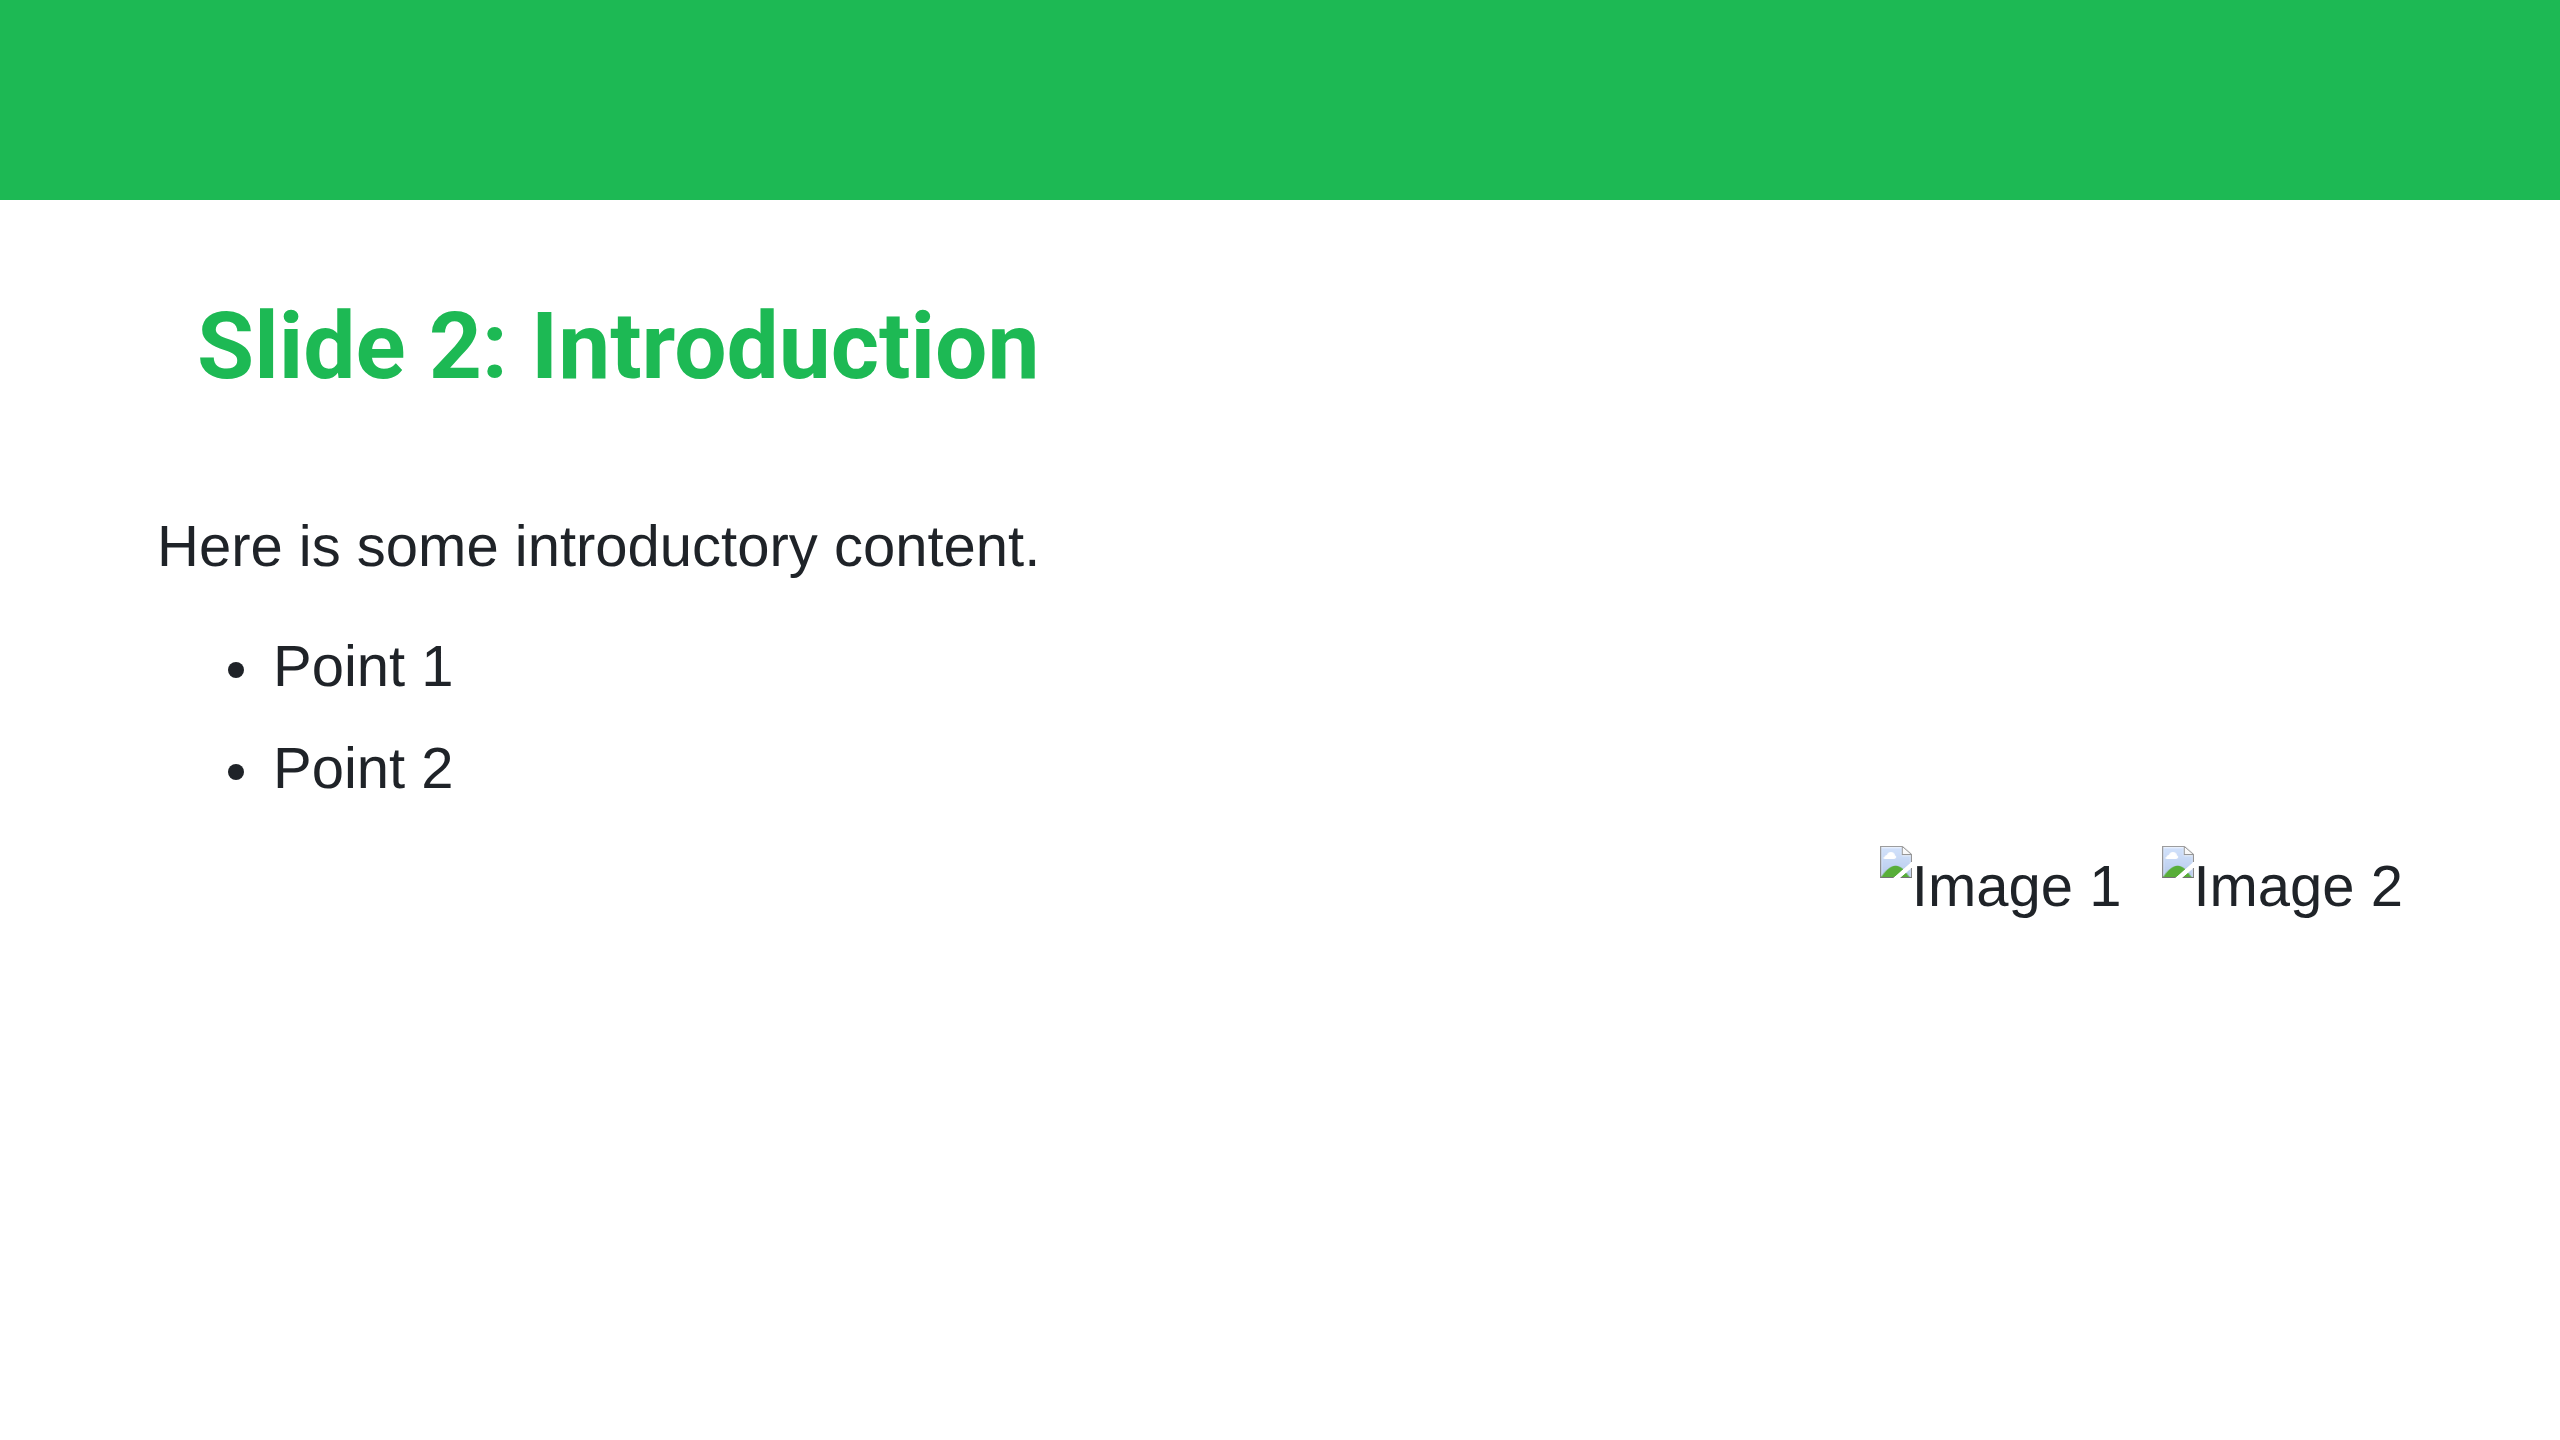 Slide 2: Introduction
Here is some introductory content.
• Point 1
• Point 2
Image 1 Image 2